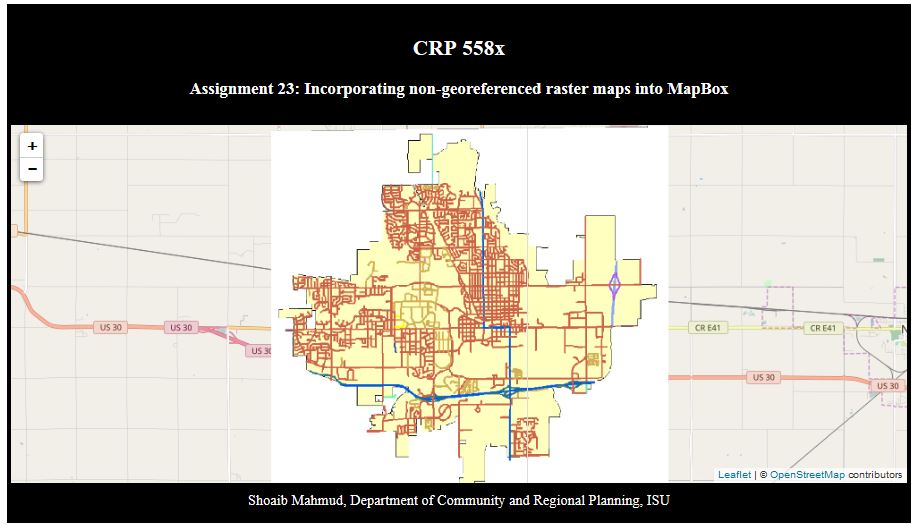 CRP 558x
Assignment 23: Incorporating non-georeferenced raster maps into MapBox
+
-
US 30
US 30
US 30
CR E41
CR E41
US 30
US 30
N
Leaflet | © OpenStreetMap contributors
Shoaib Mahmud, Department of Community and Regional Planning, ISU